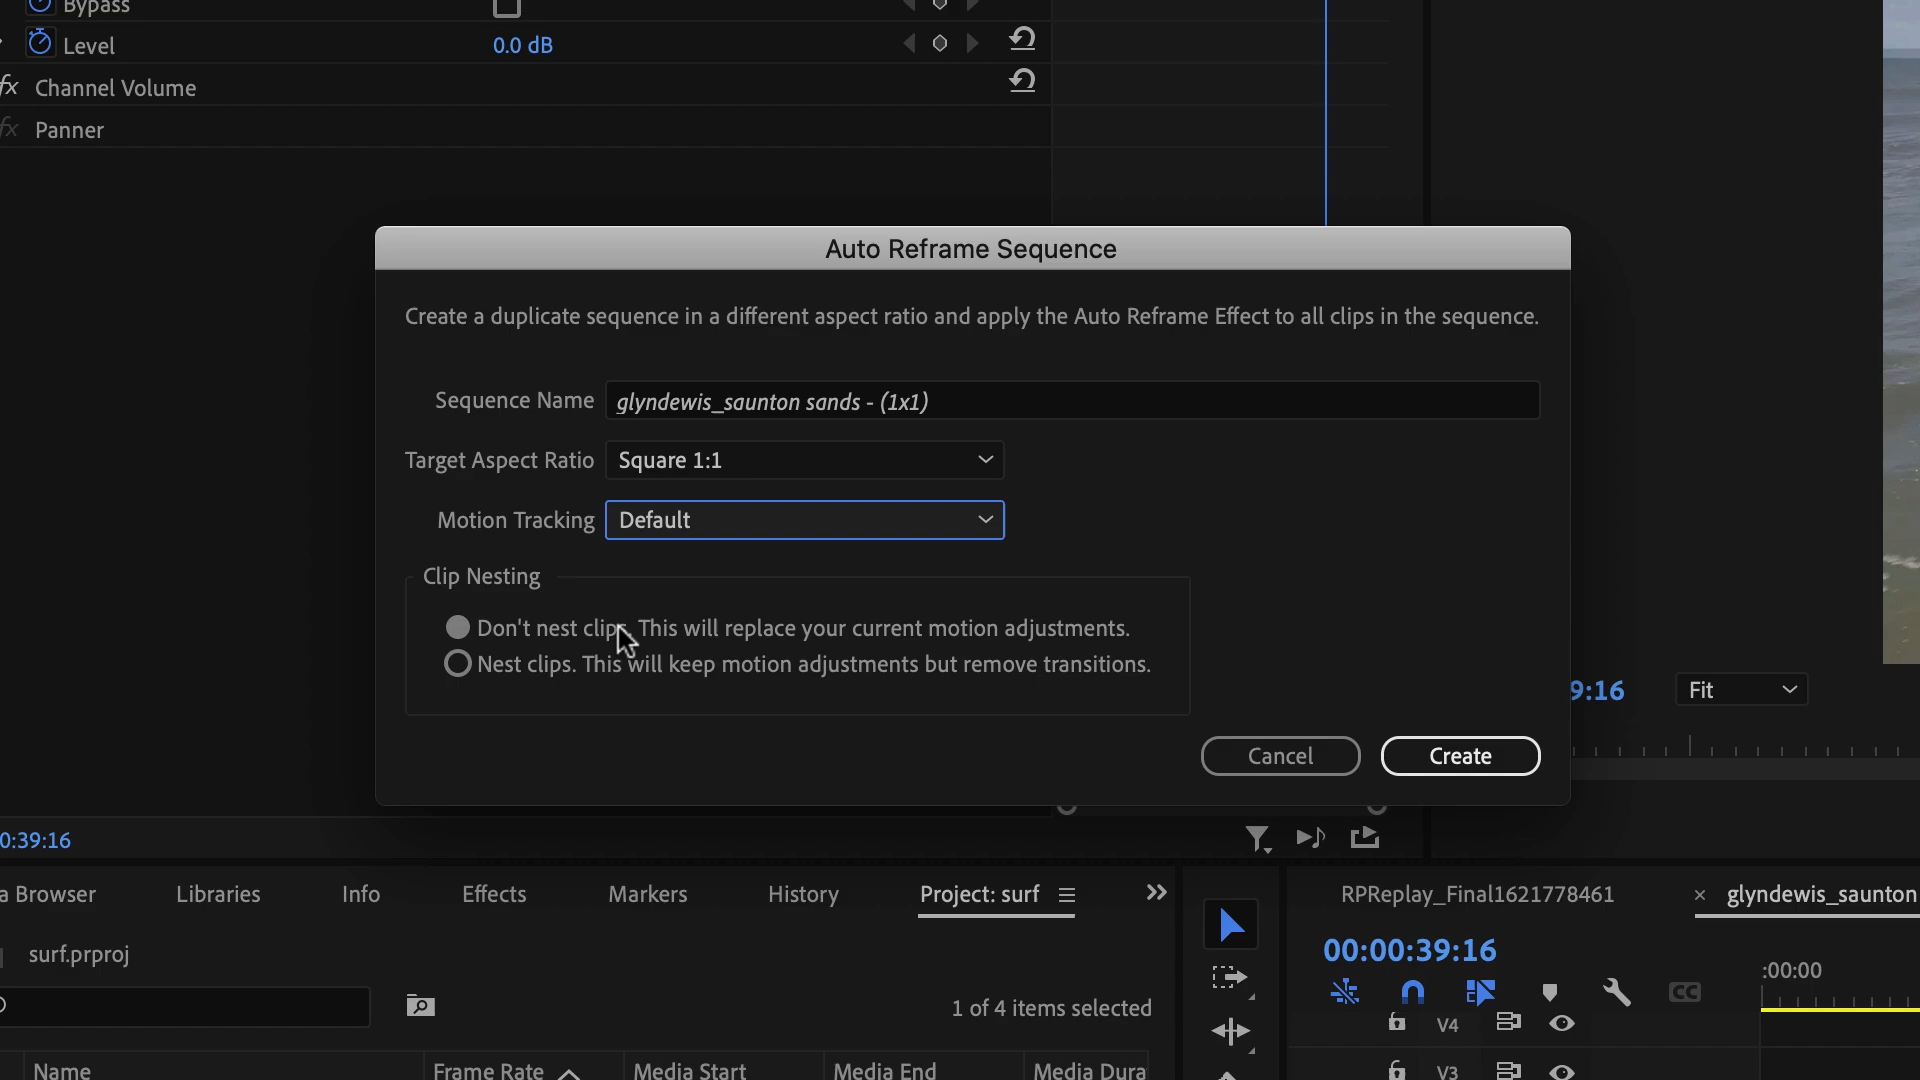 Bypass
Level 0.0 dB
fx Channel Volume
fx Panner
Auto Reframe Sequence
Create a duplicate sequence in a different aspect ratio and apply the Auto Reframe Effect to all clips in the sequence.
Sequence Name glyndewis_saunton sands - (1x1)
Target Aspect Ratio Square 1:1
Motion Tracking Default
Clip Nesting
Don't nest clips. This will replace your current motion adjustments.
Nest clips. This will keep motion adjustments but remove transitions.
9:16 Fit
Cancel Create
0:39:16
a Browser Libraries Info Effects Markers History Project: surf RPReplay_Final1621778461 × glyndewis_saunton
surf.prproj 00:00:39:16
:00:00
1 of 4 items selected CC
V4
Name Frame Rate Media Start Media End Media Dura V3